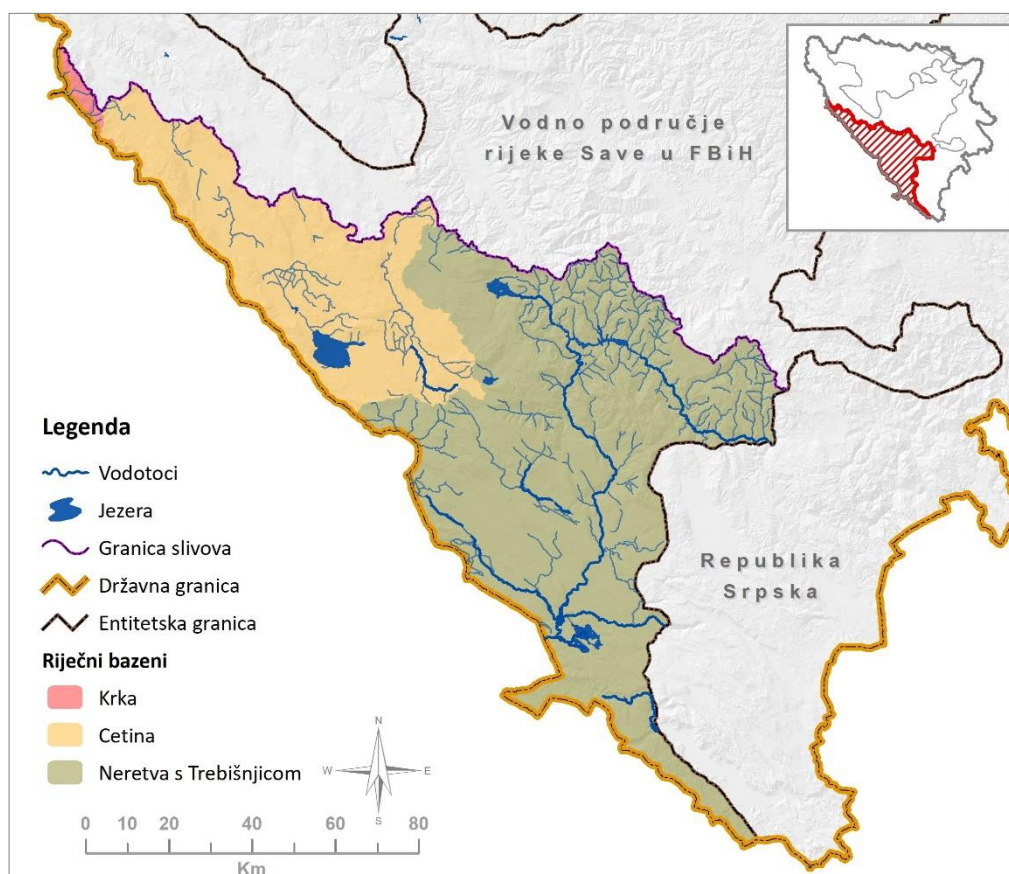 Vodno područje
rijeke Save u FBiH
Republika
Srpska
Legenda
Vodotoci
Jezera
Granica slivova
Državna granica
Entitetska granica
Riječni bazeni
Krka
Cetina
Neretva s Trebišnjicom
N
W E
S
0 10 20 40 60 80
Km